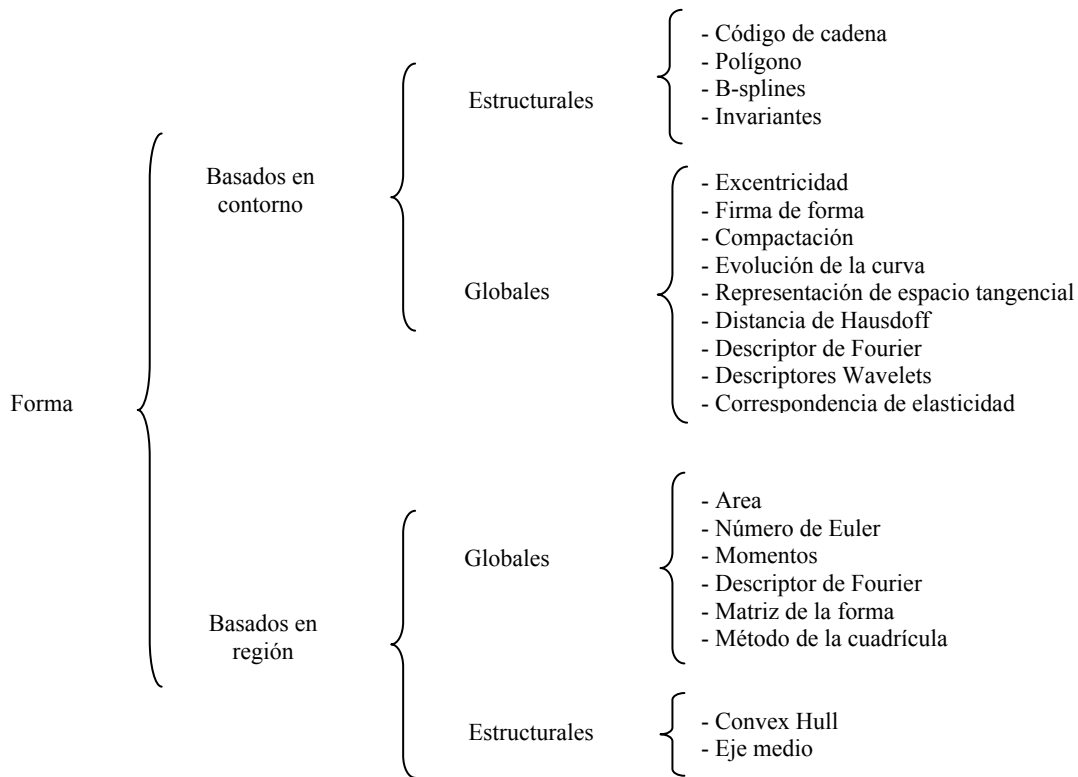 Forma
Basados en
contorno
Estructurales
- Código de cadena
- Polígono
- B-splines
- Invariantes
Globales
- Excentricidad
- Firma de forma
- Compactación
- Evolución de la curva
- Representación de espacio tangencial
- Distancia de Hausdoff
- Descriptor de Fourier
- Descriptores Wavelets
- Correspondencia de elasticidad
Basados en
región
Globales
- Area
- Número de Euler
- Momentos
- Descriptor de Fourier
- Matriz de la forma
- Método de la cuadrícula
Estructurales
- Convex Hull
- Eje medio